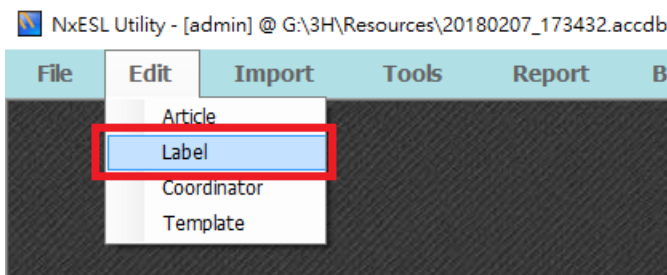 NxESL Utility - [admin] @ G:\3H\Resources\20180207_173432.accdb
File Edit Import Tools Report B
Article
Label
Coordinator
Template